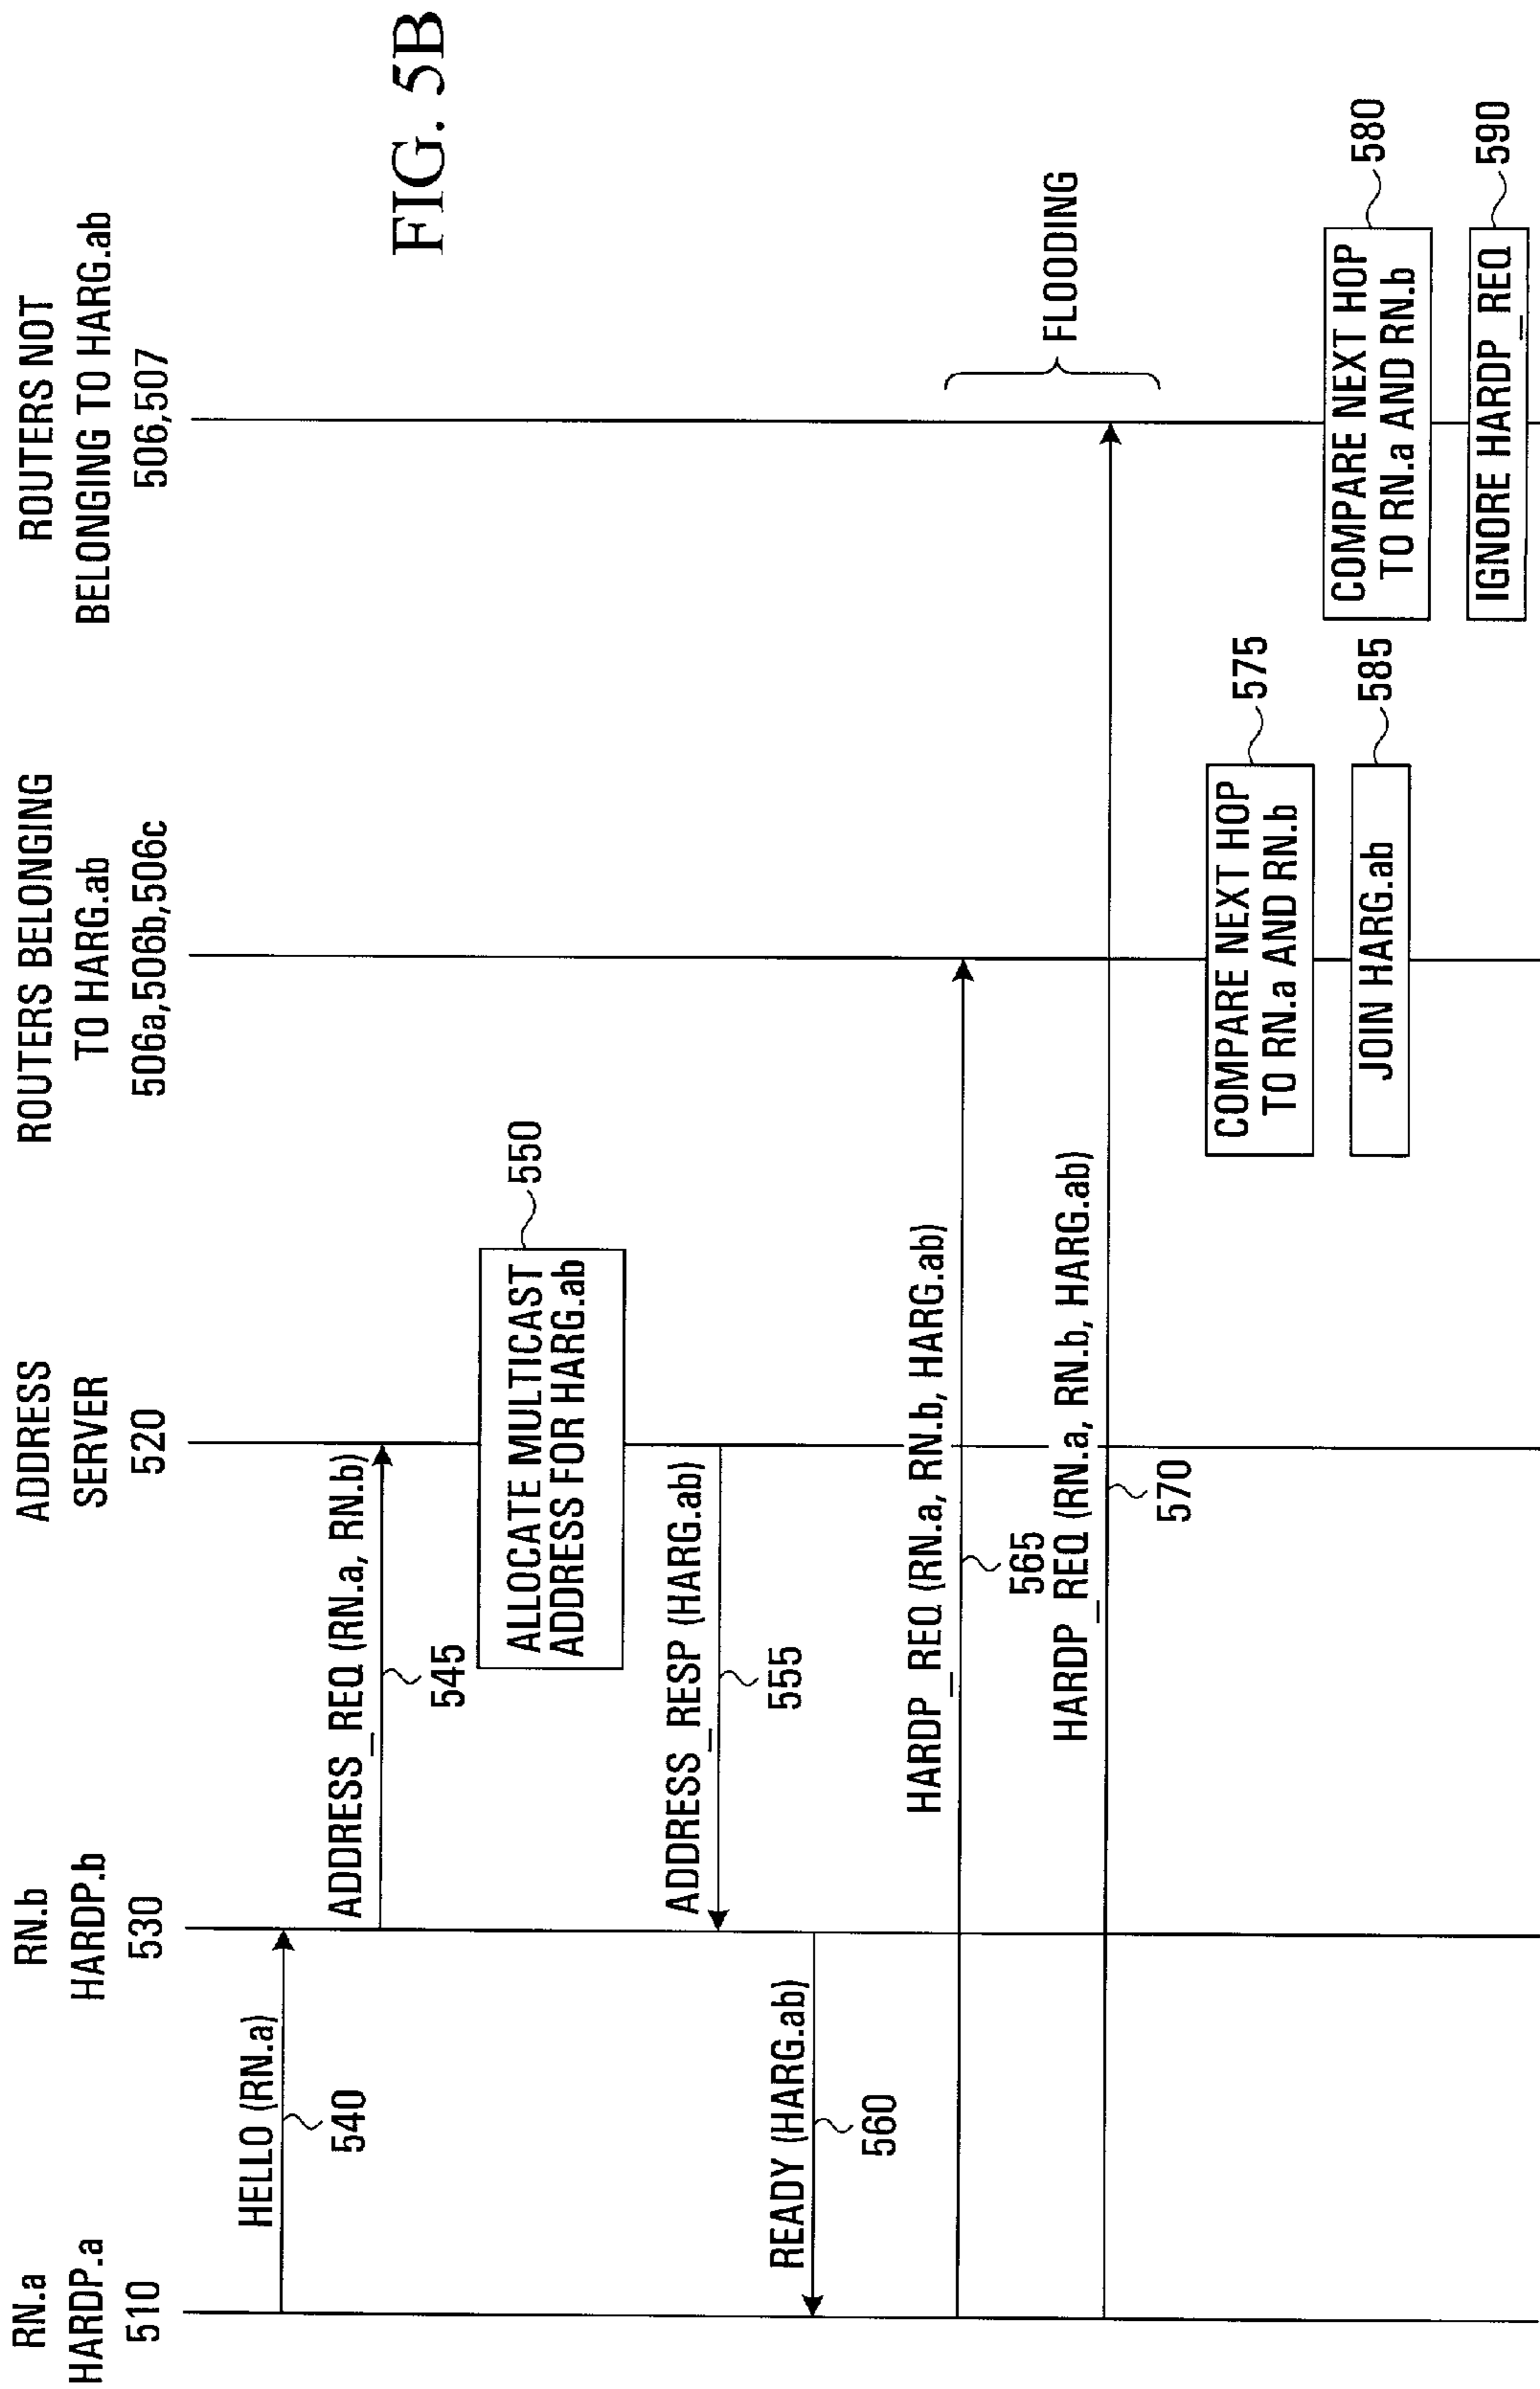 FIG. 5B
RN.a
HARDP.a
510
RN.b
HARDP.b
530
ADDRESS
SERVER
520
ROUTERS BELONGING
TO HARG.ab
506a,506b,506c
ROUTERS NOT
BELONGING TO HARG.ab
506,507
HELLO (RN.a)
540
ADDRESS_REQ (RN.a, RN.b)
545
ALLOCATE MULTICAST
ADDRESS FOR HARG.ab
550
ADDRESS_RESP (HARG.ab)
555
READY (HARG.ab)
560
HARDP_REQ (RN.a, RN.b, HARG.ab)
565
HARDP_REQ (RN.a, RN.b, HARG.ab)
570
FLOODING
COMPARE NEXT HOP
TO RN.a AND RN.b
575
COMPARE NEXT HOP
TO RN.a AND RN.b
580
JOIN HARG.ab
585
IGNORE HARDP_REQ
590